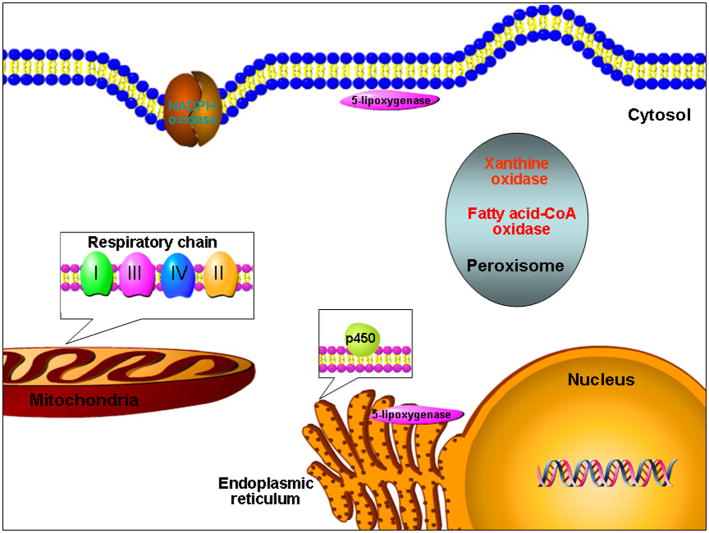 NADPH
oxidase
5-lipoxygenase
Cytosol
Xanthine
oxidase
Fatty acid-CoA
oxidase
Peroxisome
Respiratory chain
I III IV II
p450
Mitochondria
Nucleus
5-lipoxygenase
Endoplasmic
reticulum